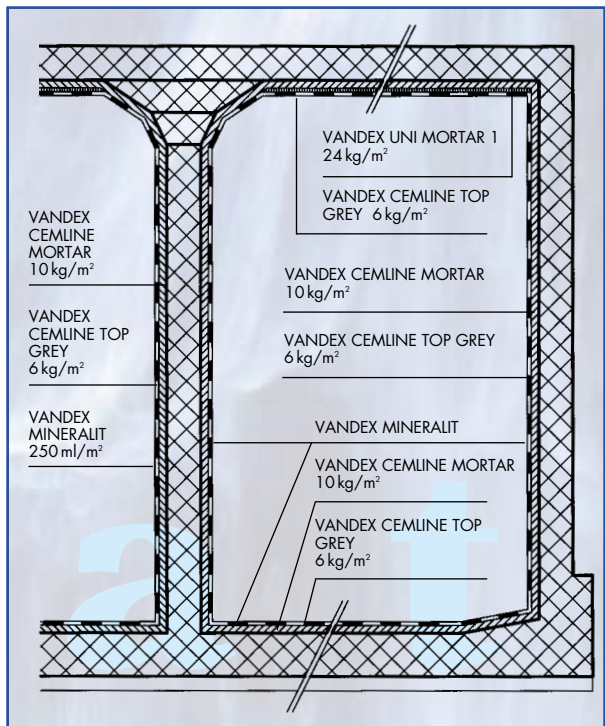 VANDEX UNI MORTAR 1
24 kg/m²
VANDEX CEMLINE TOP
GREY 6 kg/m²
VANDEX
CEMLINE
MORTAR
10 kg/m²
VANDEX
CEMLINE TOP
GREY
6 kg/m²
VANDEX
MINERALIT
250 ml/m²
VANDEX CEMLINE MORTAR
10 kg/m²
VANDEX CEMLINE TOP GREY
6 kg/m²
VANDEX MINERALIT
VANDEX CEMLINE MORTAR
10 kg/m²
VANDEX CEMLINE TOP
GREY
6 kg/m²
a t